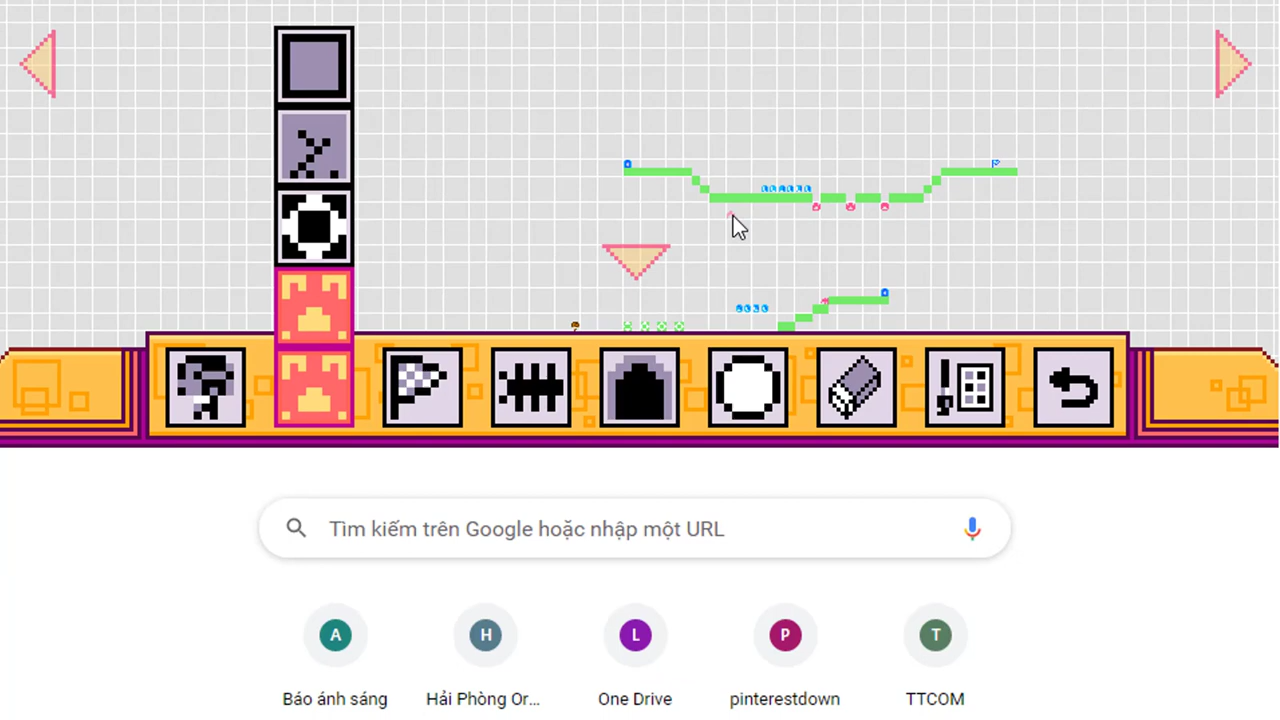 Tìm kiếm trên Google hoặc nhập một URL
A
H
L
P
T
Báo ánh sáng
Hải Phòng Or...
One Drive
pinterestdown
TTCOM